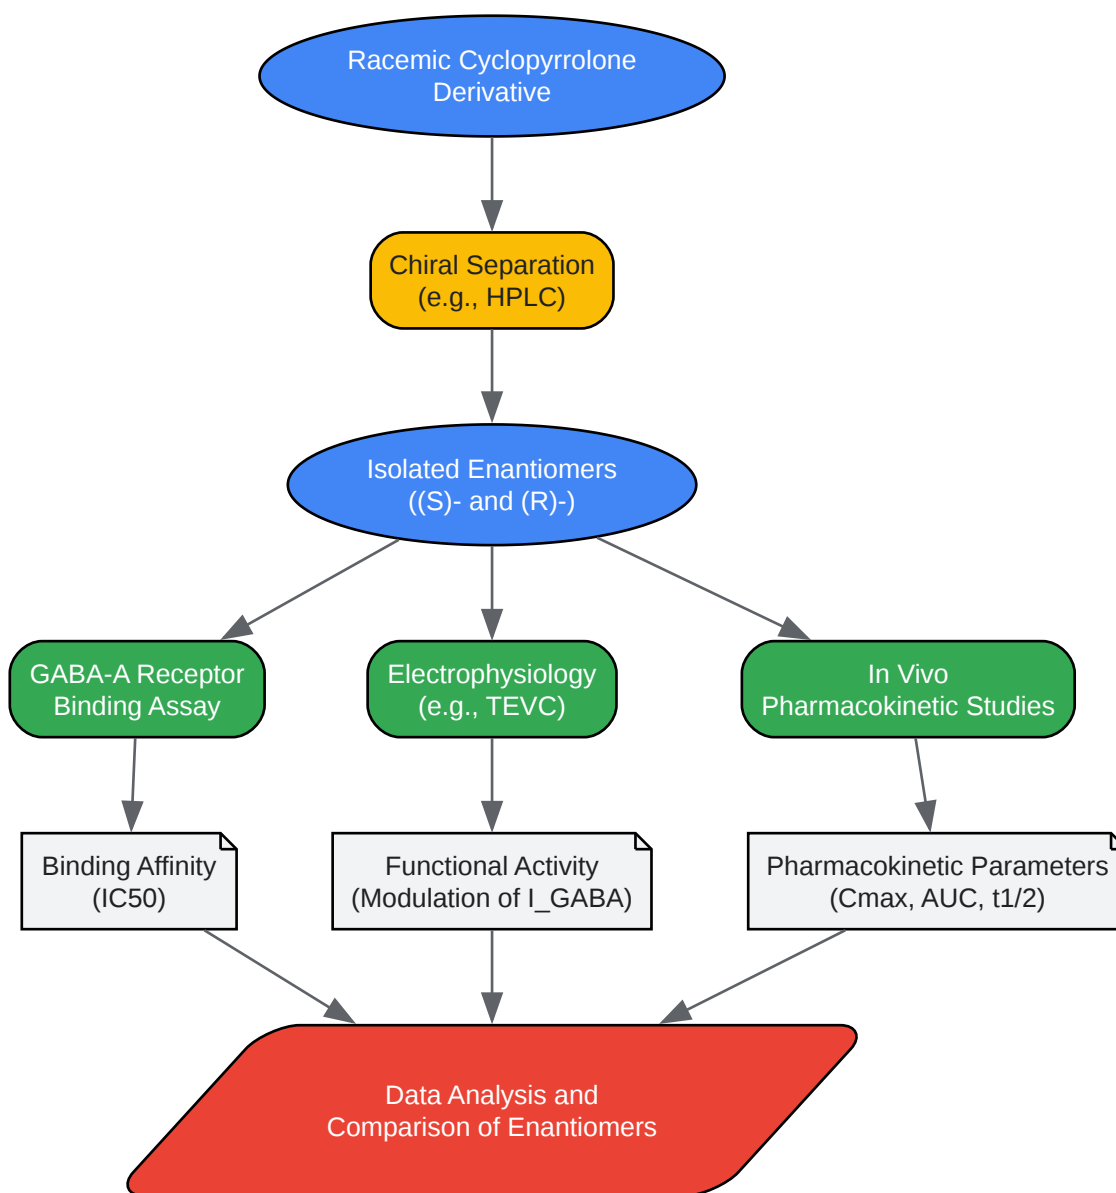 Racemic Cyclopyrrolone
Derivative
Chiral Separation
(e.g., HPLC)
Isolated Enantiomers
((S)- and (R)-)
GABA-A Receptor
Binding Assay
Electrophysiology
(e.g., TEVC)
In Vivo
Pharmacokinetic Studies
Binding Affinity
(IC50)
Functional Activity
(Modulation of I_GABA)
Pharmacokinetic Parameters
(Cmax, AUC, t1/2)
Data Analysis and
Comparison of Enantiomers